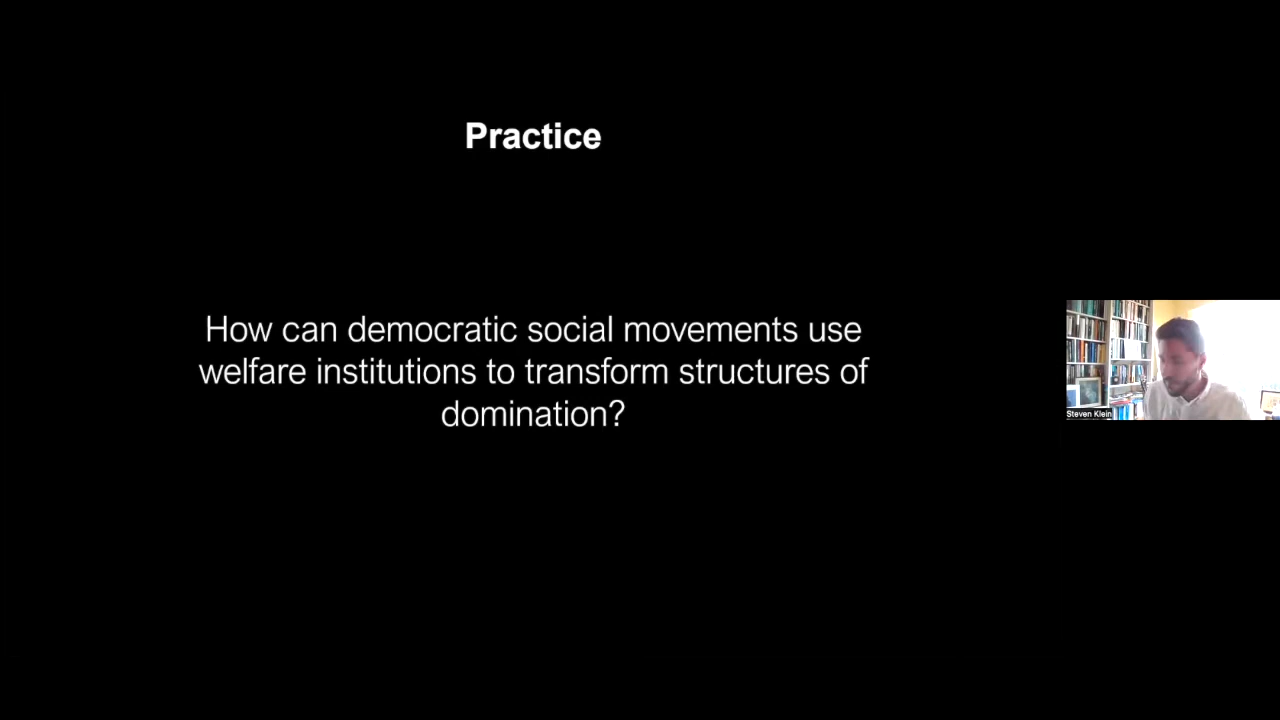 Practice
How can democratic social movements use
welfare institutions to transform structures of
domination?
Steven Klein